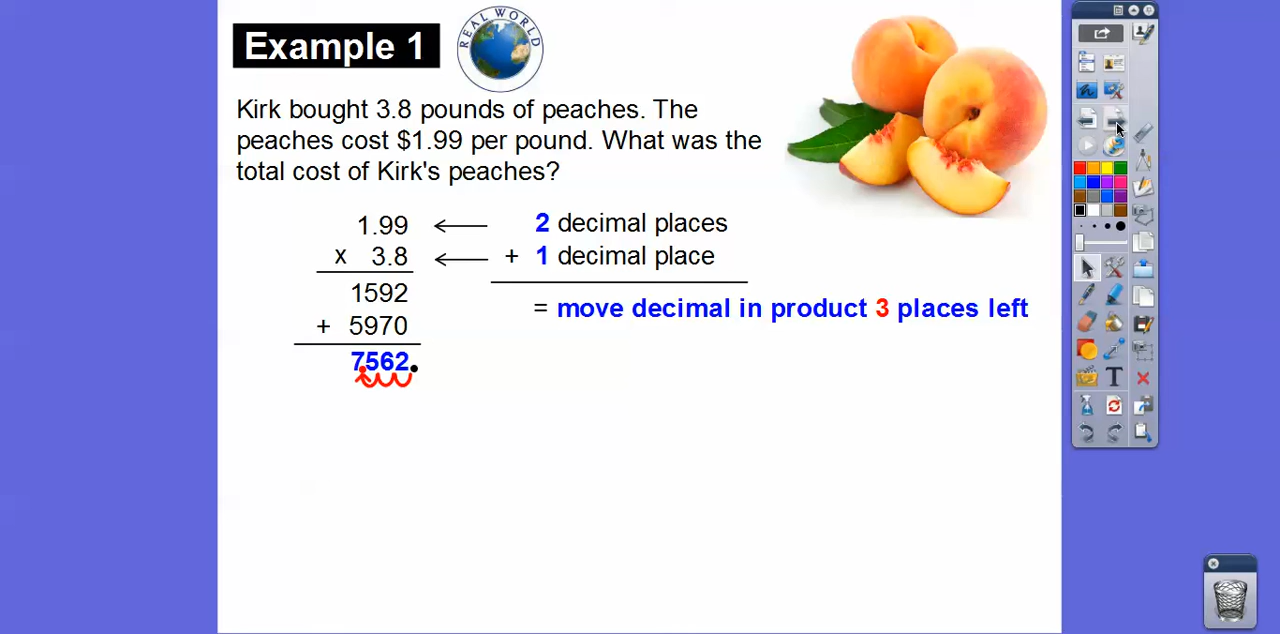 Example 1
REAL WORLD
Kirk bought 3.8 pounds of peaches. The
peaches cost $1.99 per pound. What was the
total cost of Kirk's peaches?
1.99 ← 2 decimal places
x 3.8 ← + 1 decimal place
1592
= move decimal in product 3 places left
+ 5970
7562.
T